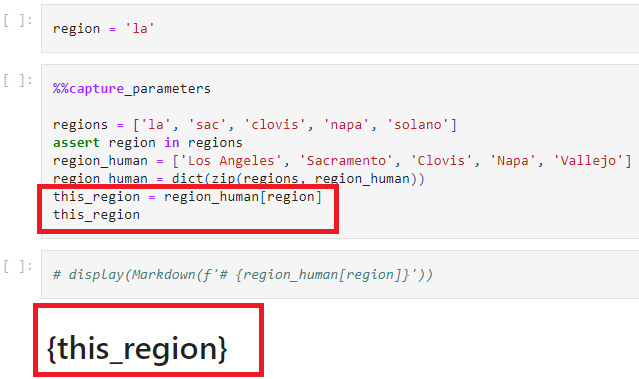 [ ]:
region = 'la'
[ ]:
%%capture_parameters
regions = ['la', 'sac', 'clovis', 'napa', 'solano']
assert region in regions
region_human = ['Los Angeles', 'Sacramento', 'Clovis', 'Napa', 'Vallejo']
region_human = dict(zip(regions, region_human))
this_region = region_human[region]
this_region
[ ]:
# display(Markdown(f'# {region_human[region]}'))
{this_region}